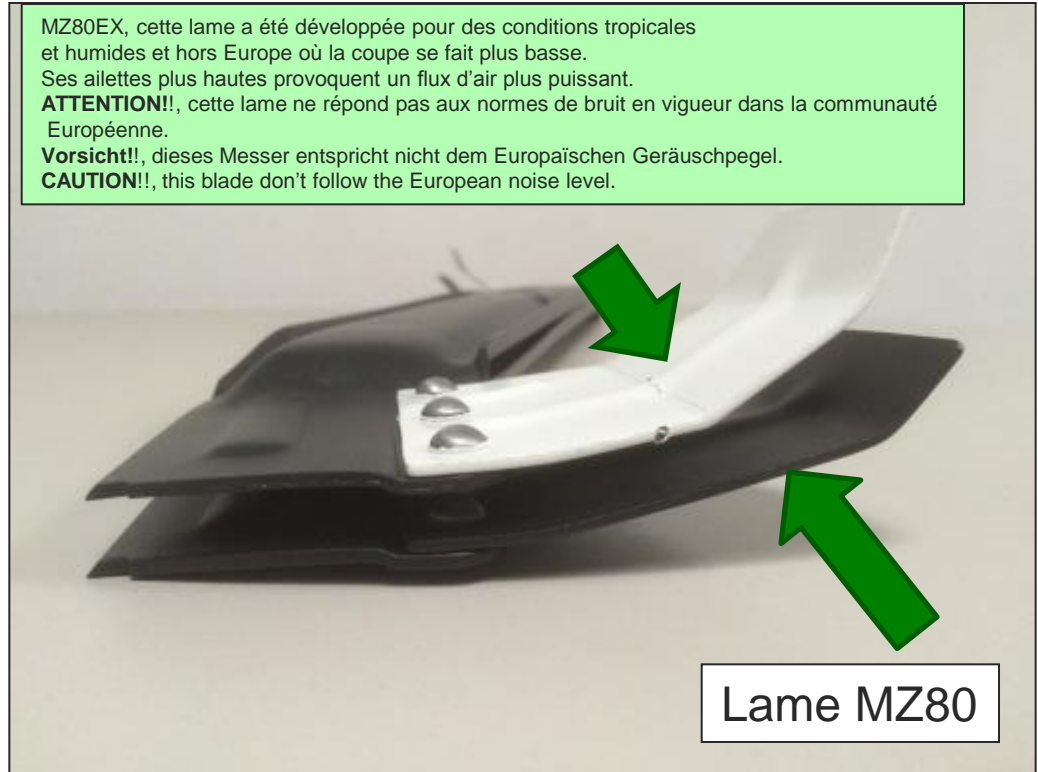 MZ80EX, cette lame a été développée pour des conditions tropicales
et humides et hors Europe où la coupe se fait plus basse.
Ses ailettes plus hautes provoquent un flux d'air plus puissant.
ATTENTION!!, cette lame ne répond pas aux normes de bruit en vigueur dans la communauté
Européenne.
Vorsicht!!, dieses Messer entspricht nicht dem Europaïschen Geräuschpegel.
CAUTION!!, this blade don't follow the European noise level.
Lame MZ80